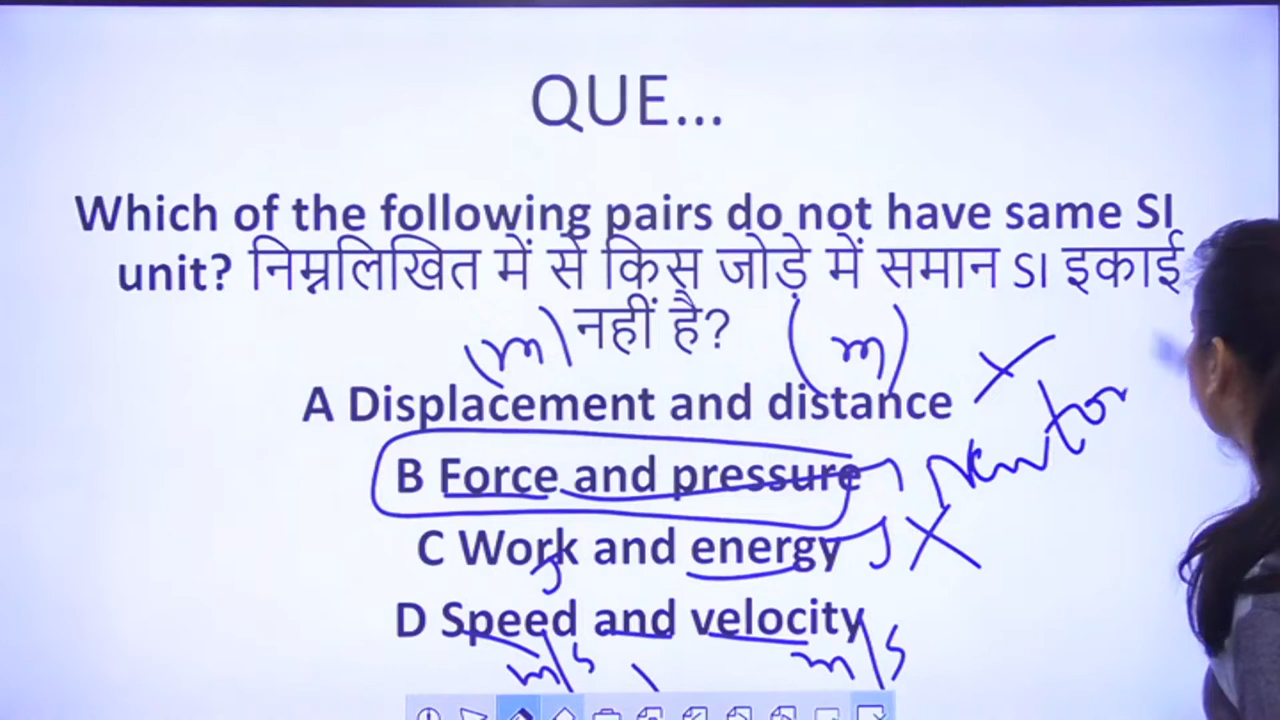 QUE...
Which of the following pairs do not have same SI
unit? निम्नलिखित में से किस जोड़े में समान SI इकाई
नहीं है?
(m) (m)
A Displacement and distance
Newton
B Force and pressure
C Work and energy J
J
D Speed and velocity
m/s m/s